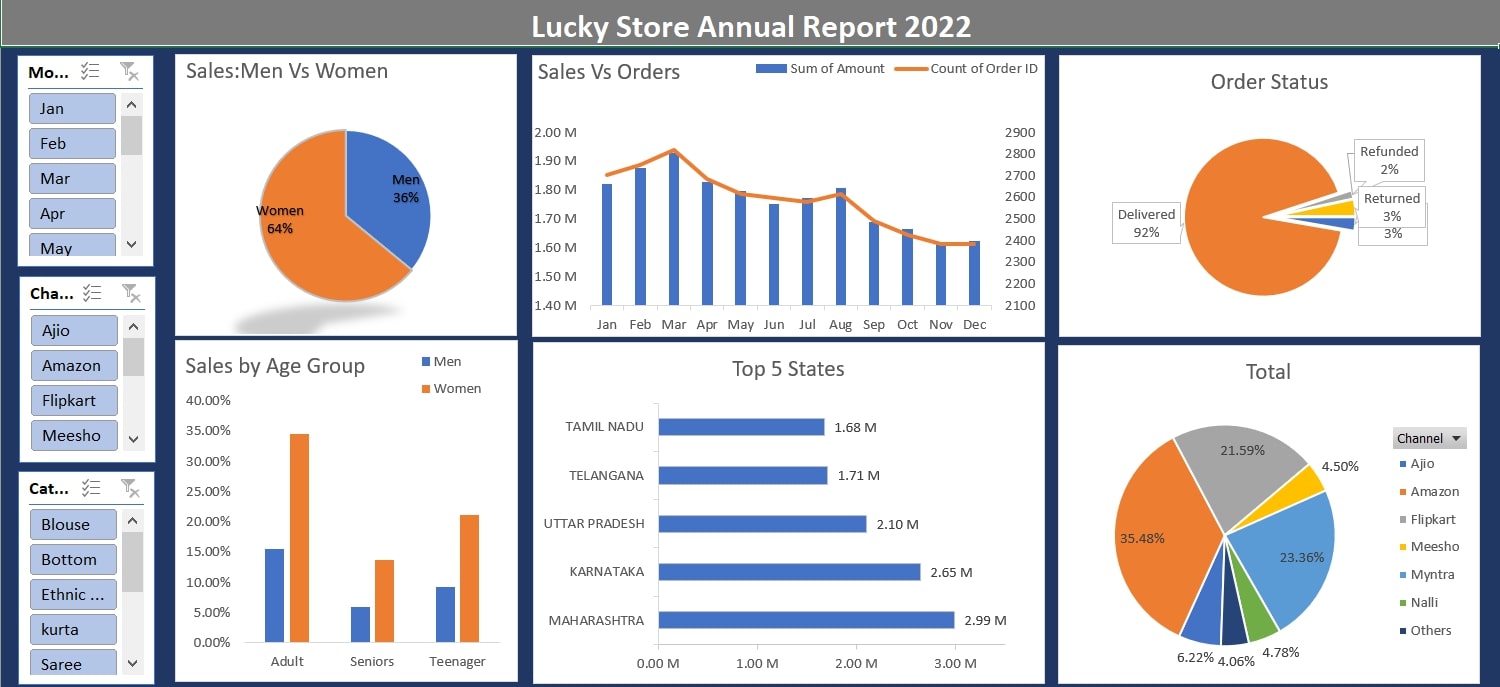 Lucky Store Annual Report 2022
Mo...
Jan
Feb
Mar
Apr
May
Cha...
Ajio
Amazon
Flipkart
Meesho
Cat...
Blouse
Bottom
Ethnic ...
kurta
Saree
Sales:Men Vs Women
Men
36%
Women
64%
Sales Vs Orders
Sum of Amount
Count of Order ID
2.00 M
1.90 M
1.80 M
1.70 M
1.60 M
1.50 M
1.40 M
2900
2800
2700
2600
2500
2400
2300
2200
2100
Jan Feb Mar Apr May Jun Jul Aug Sep Oct Nov Dec
Order Status
Refunded
2%
Returned
3%
3%
Delivered
92%
Sales by Age Group
Men
Women
40.00%
35.00%
30.00%
25.00%
20.00%
15.00%
10.00%
5.00%
0.00%
Adult Seniors Teenager
Top 5 States
TAMIL NADU 1.68 M
TELANGANA 1.71 M
UTTAR PRADESH 2.10 M
KARNATAKA 2.65 M
MAHARASHTRA 2.99 M
0.00 M 1.00 M 2.00 M 3.00 M
Total
21.59%
4.50%
35.48%
23.36%
6.22%
4.06%
4.78%
Channel
Ajio
Amazon
Flipkart
Meesho
Myntra
Nalli
Others